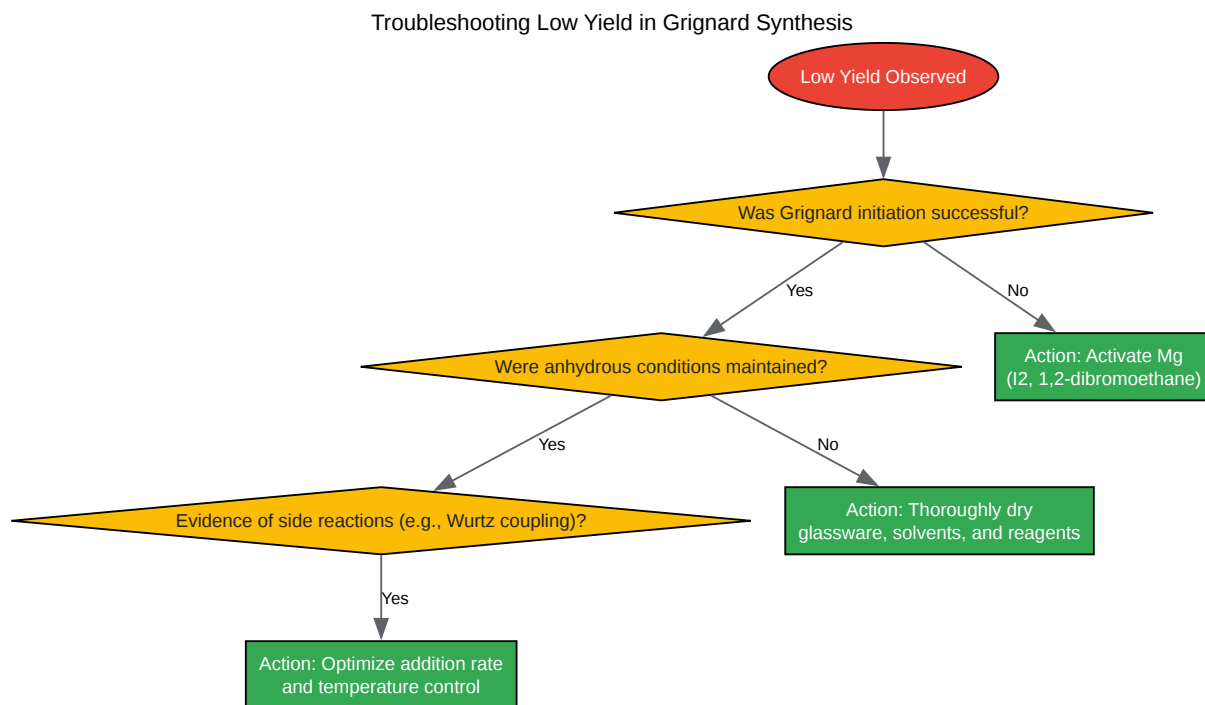 Troubleshooting Low Yield in Grignard Synthesis
Low Yield Observed
Was Grignard initiation successful?
Yes
No
Were anhydrous conditions maintained?
Action: Activate Mg
(I2, 1,2-dibromoethane)
Yes
No
Evidence of side reactions (e.g., Wurtz coupling)?
Action: Thoroughly dry
glassware, solvents, and reagents
Yes
Action: Optimize addition rate
and temperature control